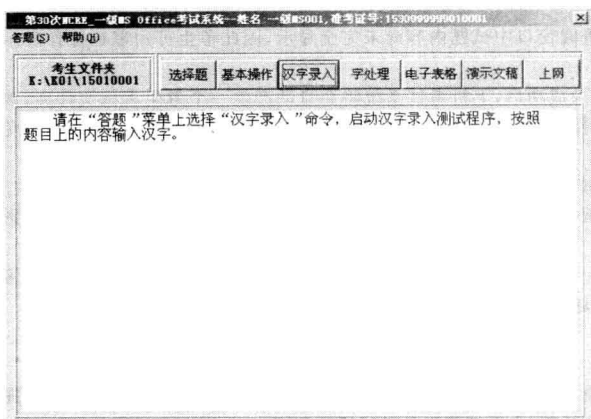 第30次NCRE_一级MS Office考试系统--姓名:一级MS001,准考证号:1530999999010001
答题(S) 帮助(H)
考生文件夹
K:\K01\15010001
选择题 基本操作 汉字录入 字处理 电子表格 演示文稿 上网
请在“答题”菜单上选择“汉字录入”命令，启动汉字录入测试程序，按照
题目上的内容输入汉字。